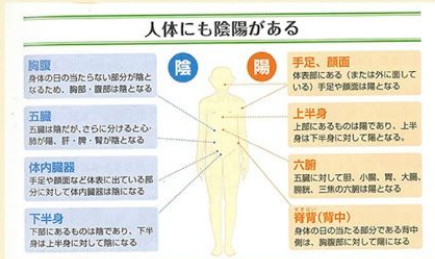 人体にも陰陽がある
陰
陽
胸腹
身体の日の当たらない部分が陰と
なるため、胸部・腹部は陰となる
五臓
五臓は陰だが、さらに分けると心・
肺が陽、肝・脾・腎が陰となる
体内臓器
手足や顔面など体表に出ている部
分に対して体内臓器は陰になる
下半身
下部にあるものは陰であり、下半
身は上半身に対して陰になる
手足、顔面
体表部にある（または外に面して
いる）手足や顔面は陽となる
上半身
上部にあるものは陽であり、上半
身は下半身に対して陽となる。
六腑
五臓に対して胆、小腸、胃、大腸、
膀胱、三焦の六腑は陽となる
脊背(背中)
身体の日の当たる部分である背中
側は、胸腹部に対して陽になる